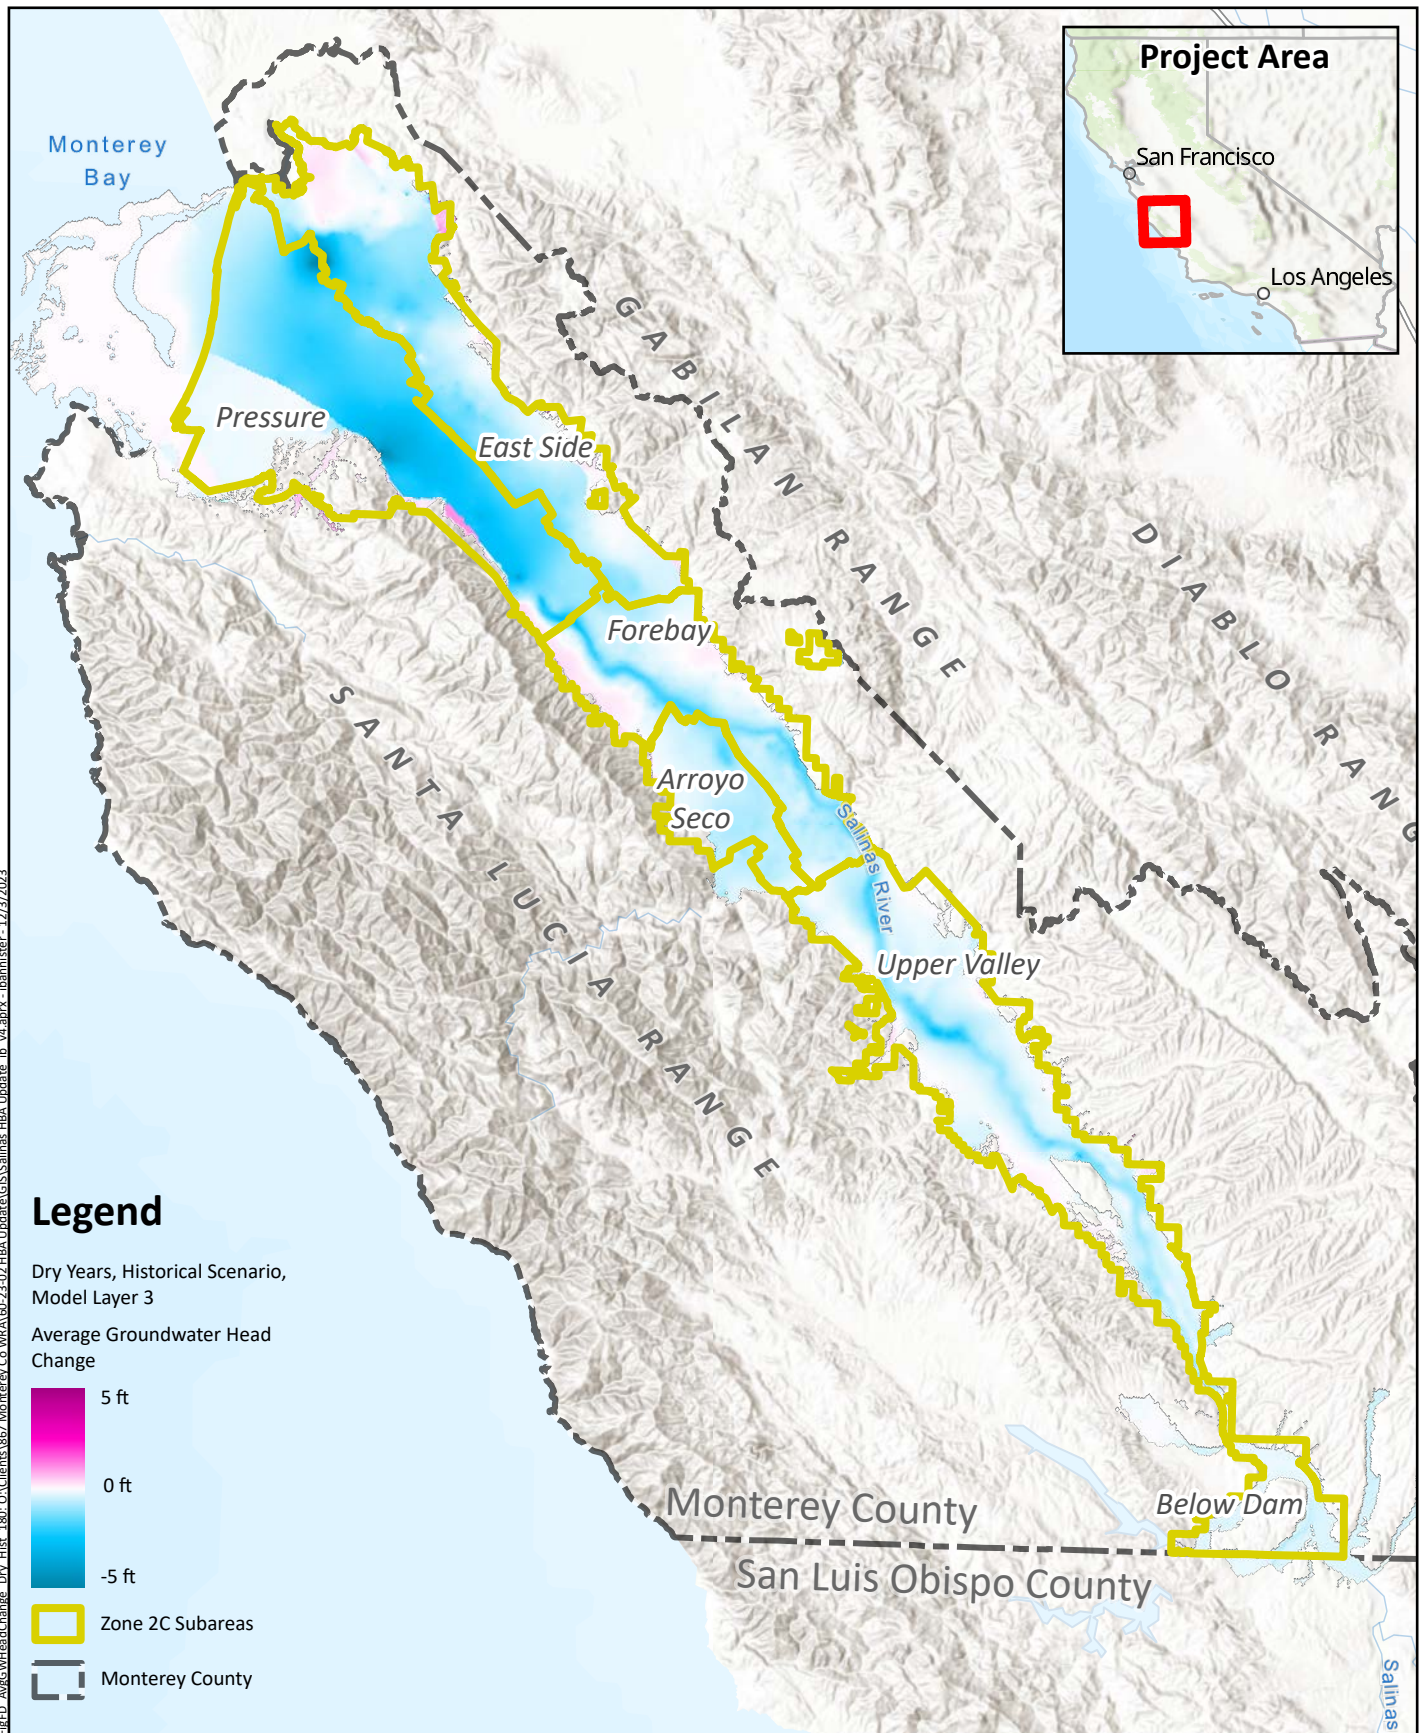 Project Area
San Francisco
Los Angeles
Monterey
Bay
GABILAN RANGE
DIABLO RANG
Pressure
East Side
Forebay
Arroyo
Seco
Salinas River
Upper Valley
SANTA LUCIA RANGE
Below Dam
Monterey County
San Luis Obispo County
Salinas
Legend
Dry Years, Historical Scenario,
Model Layer 3
Average Groundwater Head
Change
5 ft
0 ft
-5 ft
Zone 2C Subareas
Monterey County